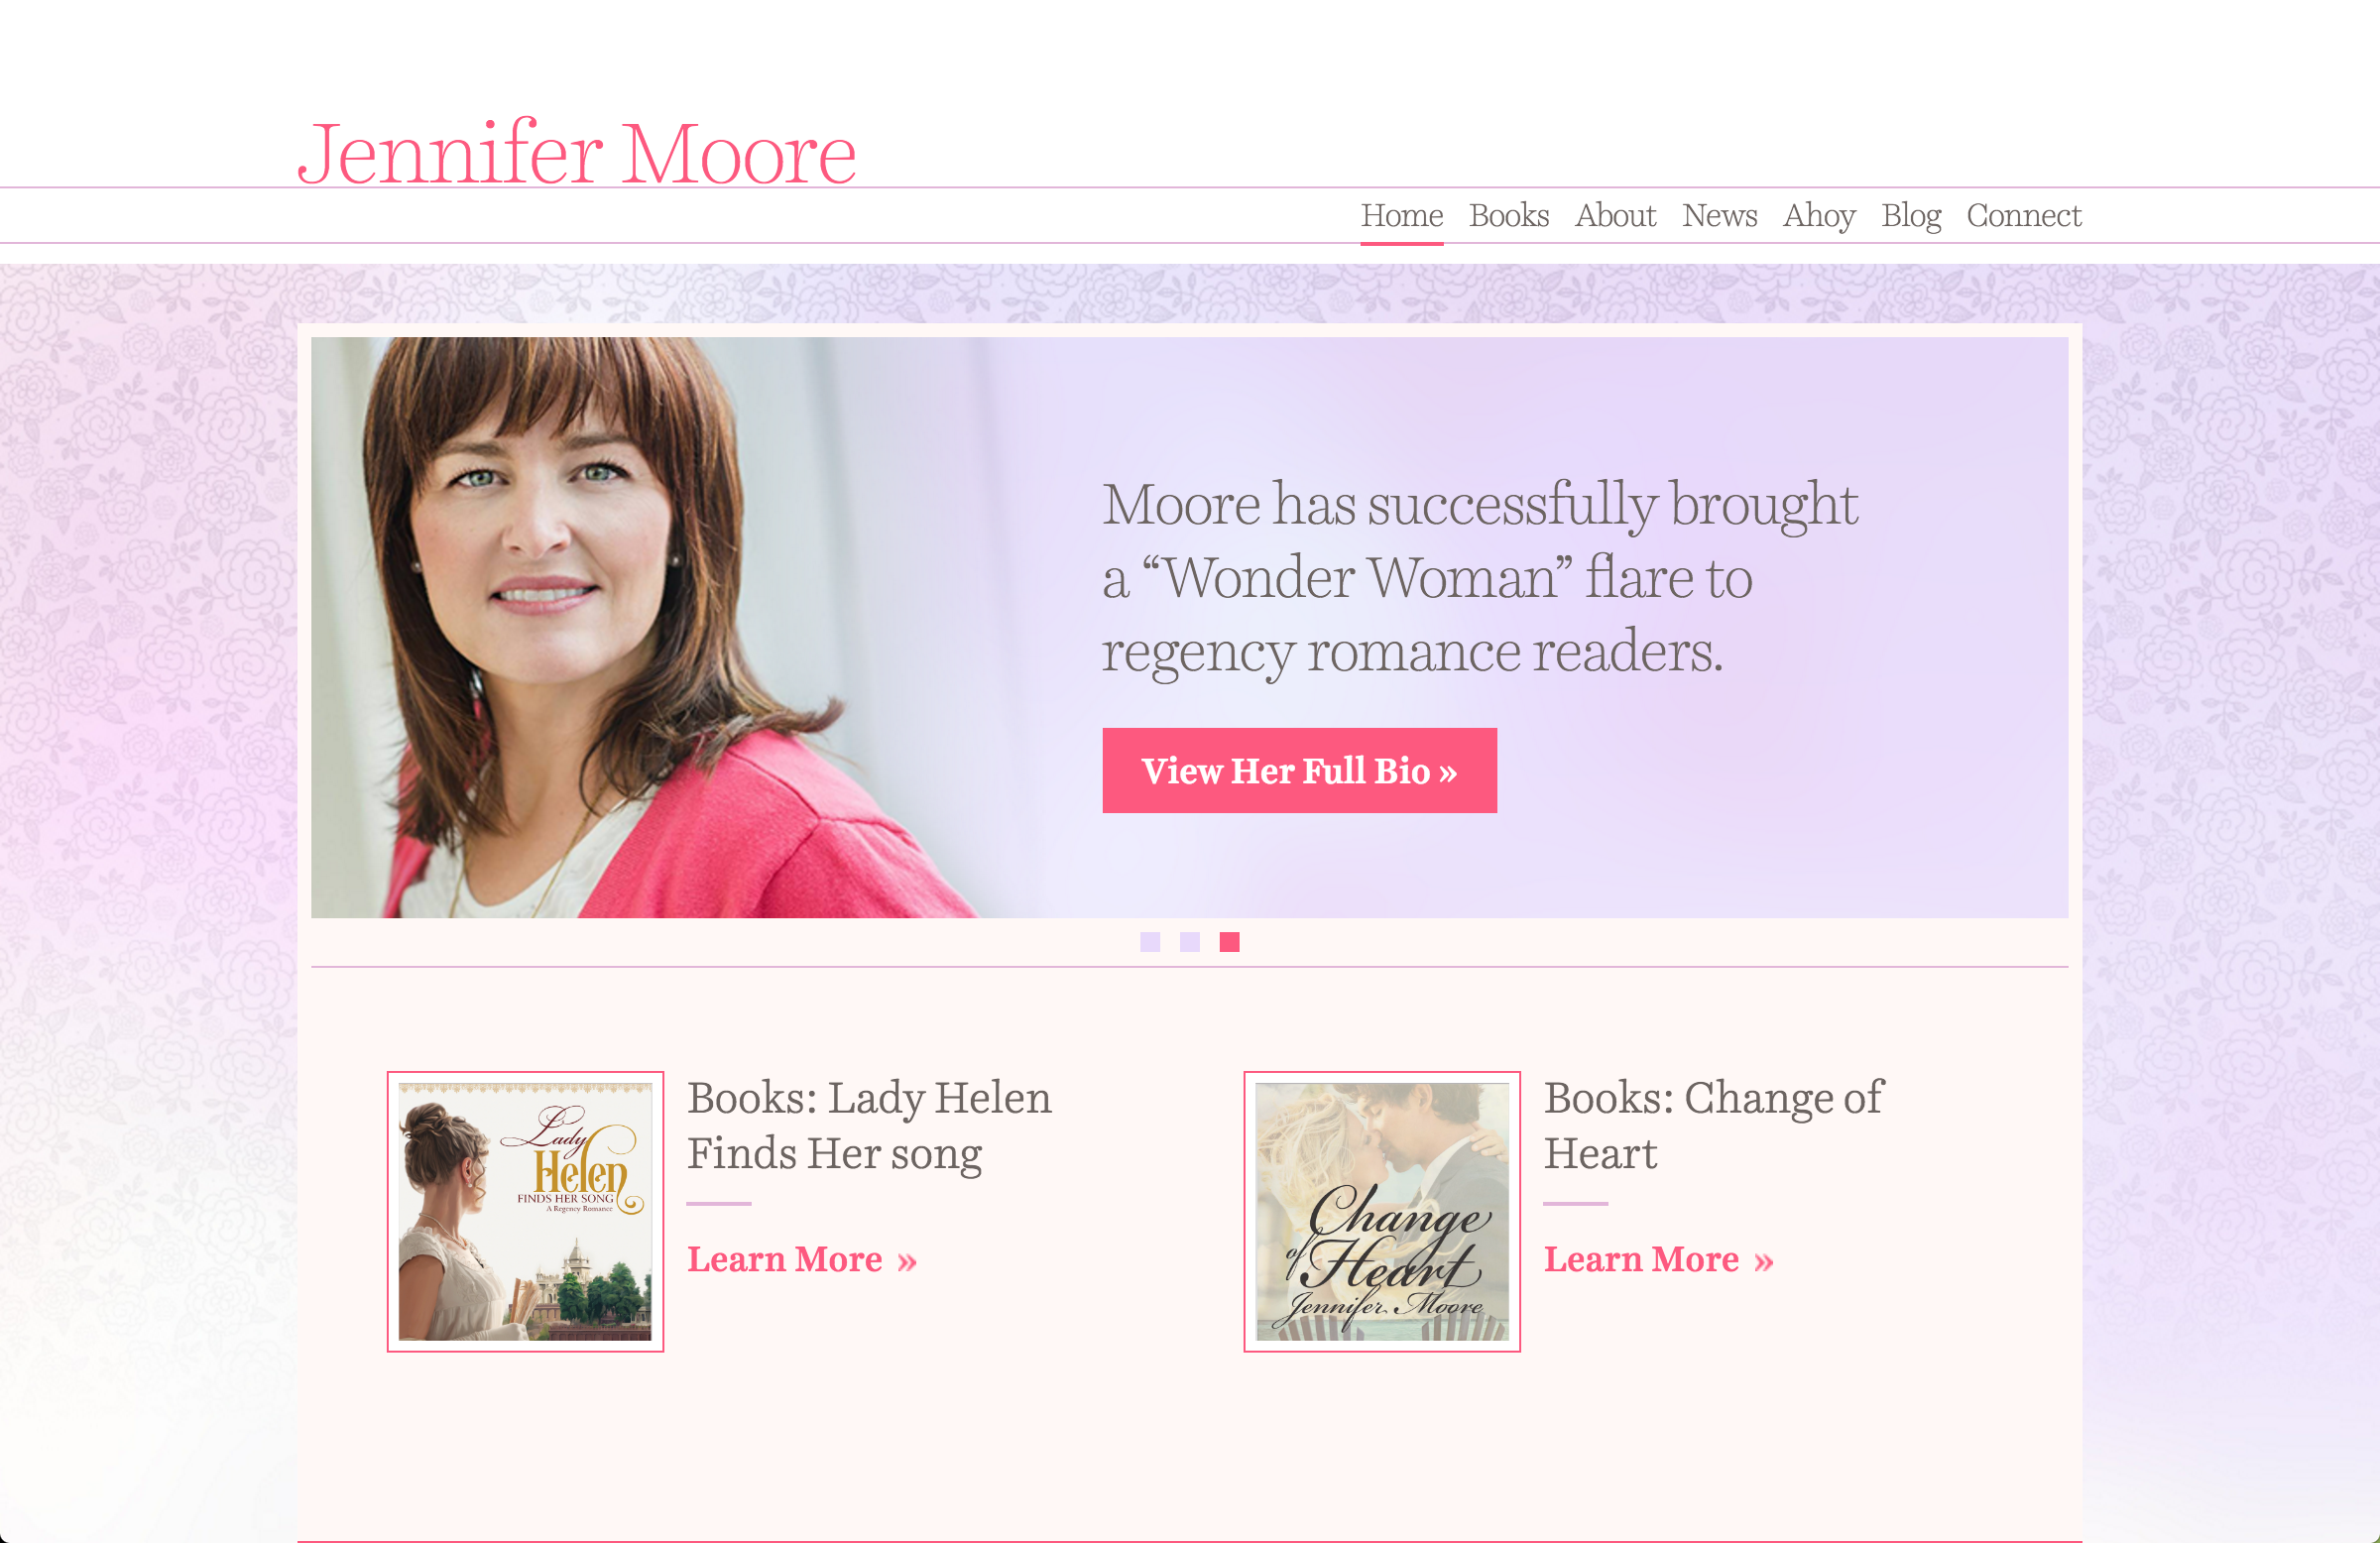 Jennifer Moore
Home Books About News Ahoy Blog Connect
Moore has successfully brought
a “Wonder Woman” flare to
regency romance readers.
View Her Full Bio »
Lady
Helen
FINDS HER SONG
A Regency Romance
Books: Lady Helen
Finds Her song
Learn More »
Change
of
Heart
Jennifer Moore
Books: Change of
Heart
Learn More »